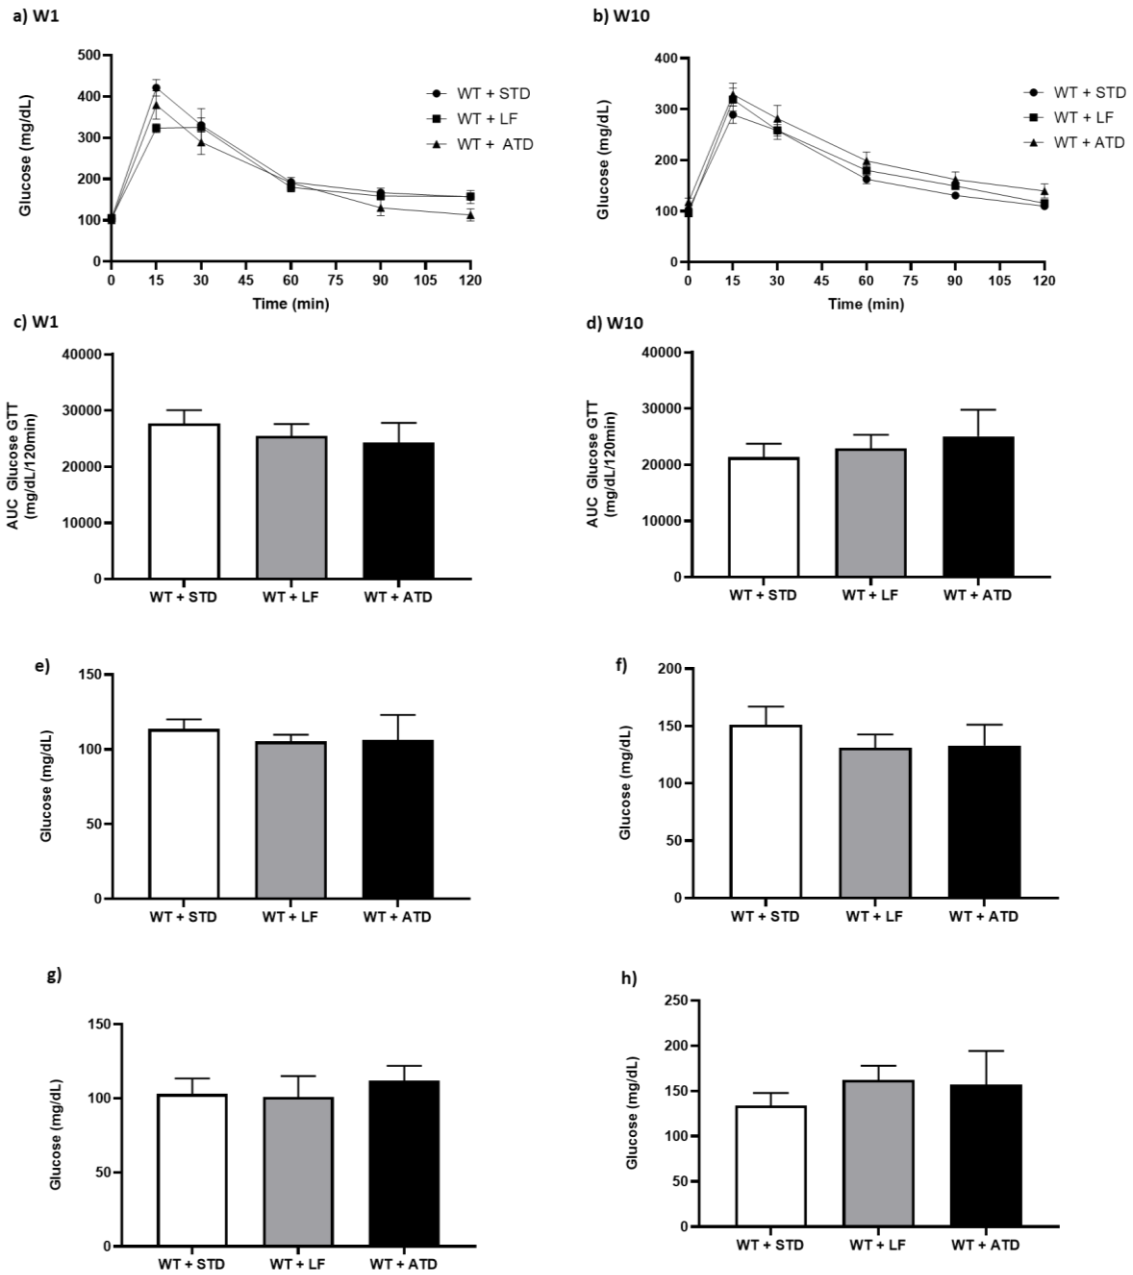 a) W1
500
400
300
200
100
0
Glucose (mg/dL)
WT + STD
WT + LF
WT + ATD
0 15 30 45 60 75 90 105 120
Time (min)
b) W10
400
300
200
100
0
Glucose (mg/dL)
WT + STD
WT + LF
WT + ATD
0 15 30 45 60 75 90 105 120
Time (min)
c) W1
40000
30000
20000
10000
0
AUC Glucose GTT
(mg/dL/120min)
WT + STD WT + LF WT + ATD
d) W10
40000
30000
20000
10000
0
AUC Glucose GTT
(mg/dL/120min)
WT + STD WT + LF WT + ATD
e)
150
100
50
0
Glucose (mg/dL)
WT + STD WT + LF WT + ATD
f)
200
150
100
50
0
Glucose (mg/dL)
WT + STD WT + LF WT + ATD
g)
150
100
50
0
Glucose (mg/dL)
WT + STD WT + LF WT + ATD
h)
250
200
150
100
50
0
Glucose (mg/dL)
WT + STD WT + LF WT + ATD